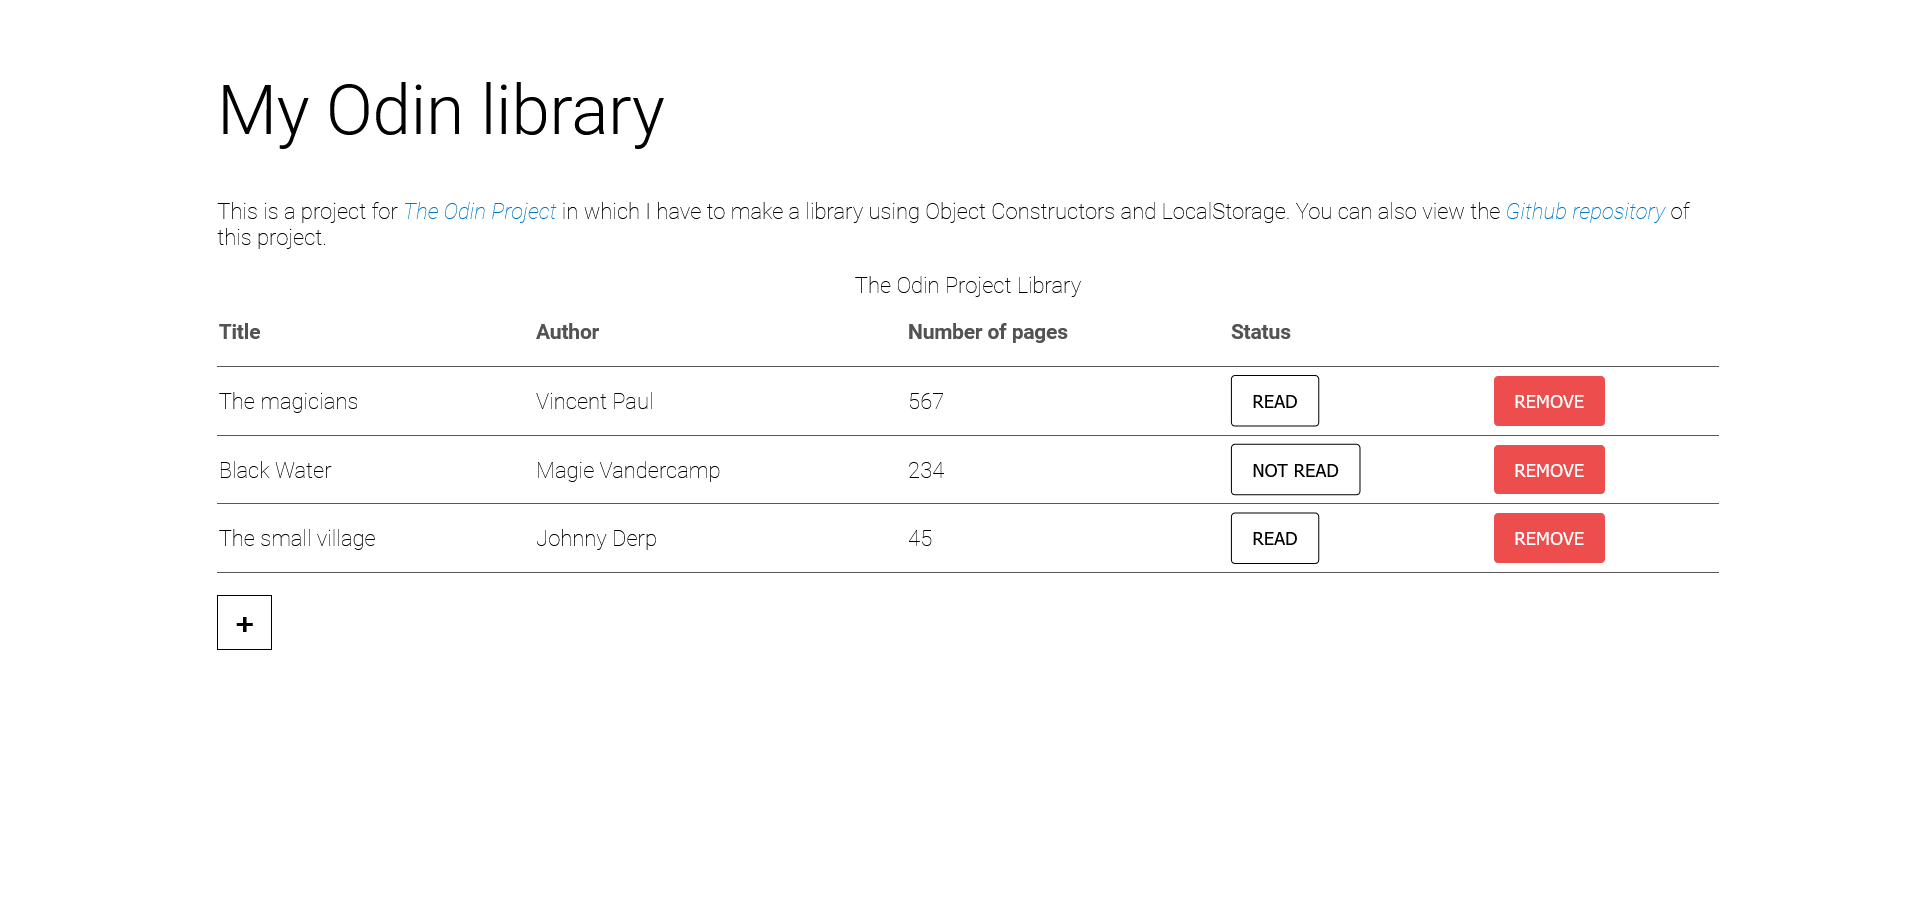 My Odin library
This is a project for The Odin Project in which I have to make a library using Object Constructors and LocalStorage. You can also view the Github repository of
this project.
The Odin Project Library
Title Author Number of pages Status
The magicians Vincent Paul 567 READ REMOVE
Black Water Magie Vandercamp 234 NOT READ REMOVE
The small village Johnny Derp 45 READ REMOVE
+